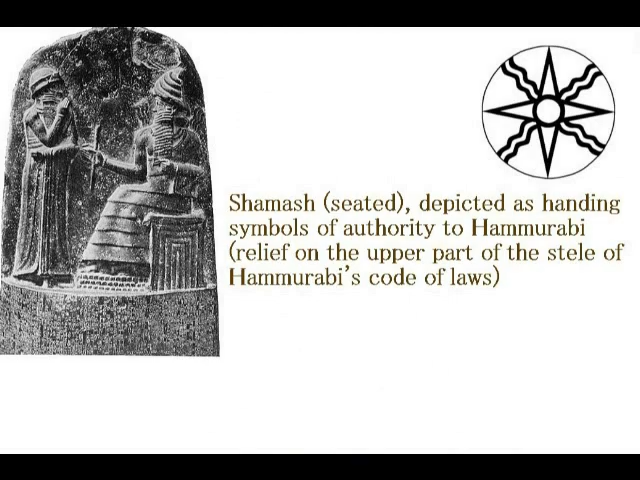 Shamash (seated), depicted as handing
symbols of authority to Hammurabi
(relief on the upper part of the stele of
Hammurabi's code of laws)